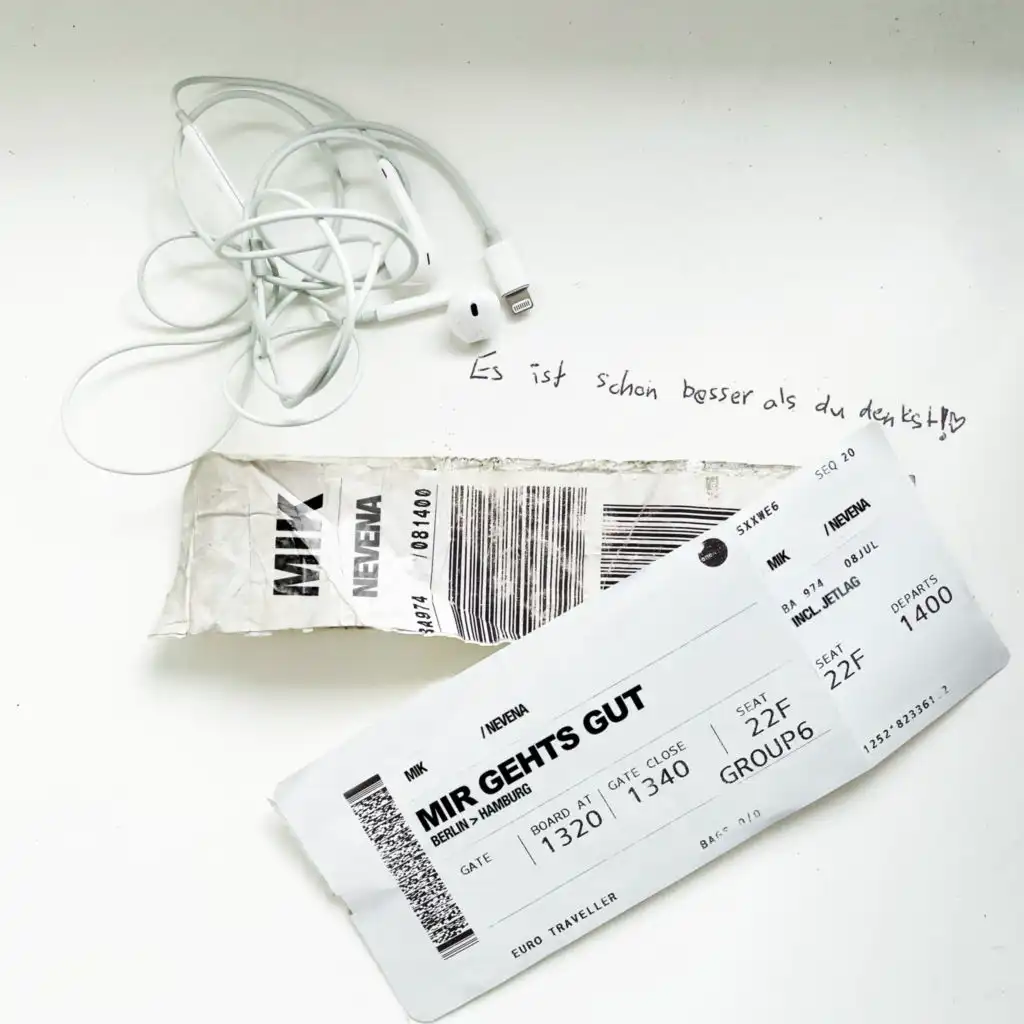 Es ist schon besser als du denkst!♡
MIK
NEVENA
081400
BA974
SEQ 20
SXXWE6
MIK /NEVENA
BA 974 08JUL
INCL. JETLAG
DEPARTS
1400
SEAT
22F
1252*823361.2
MIK /NEVENA
MIR GEHTS GUT
BERLIN > HAMBURG
GATE
BOARD AT
1320
GATE CLOSE
1340
SEAT
22F
GROUP6
BAGS 0/0
EURO TRAVELLER